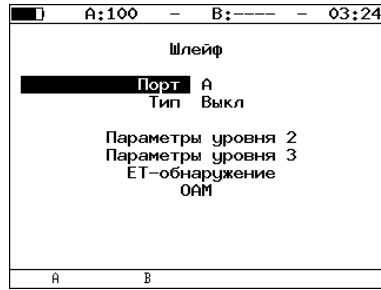 A:100 – B:---- – 03:24
Шлейф
Порт A
Тип Выкл
Параметры уровня 2
Параметры уровня 3
ET-обнаружение
OAM
A B